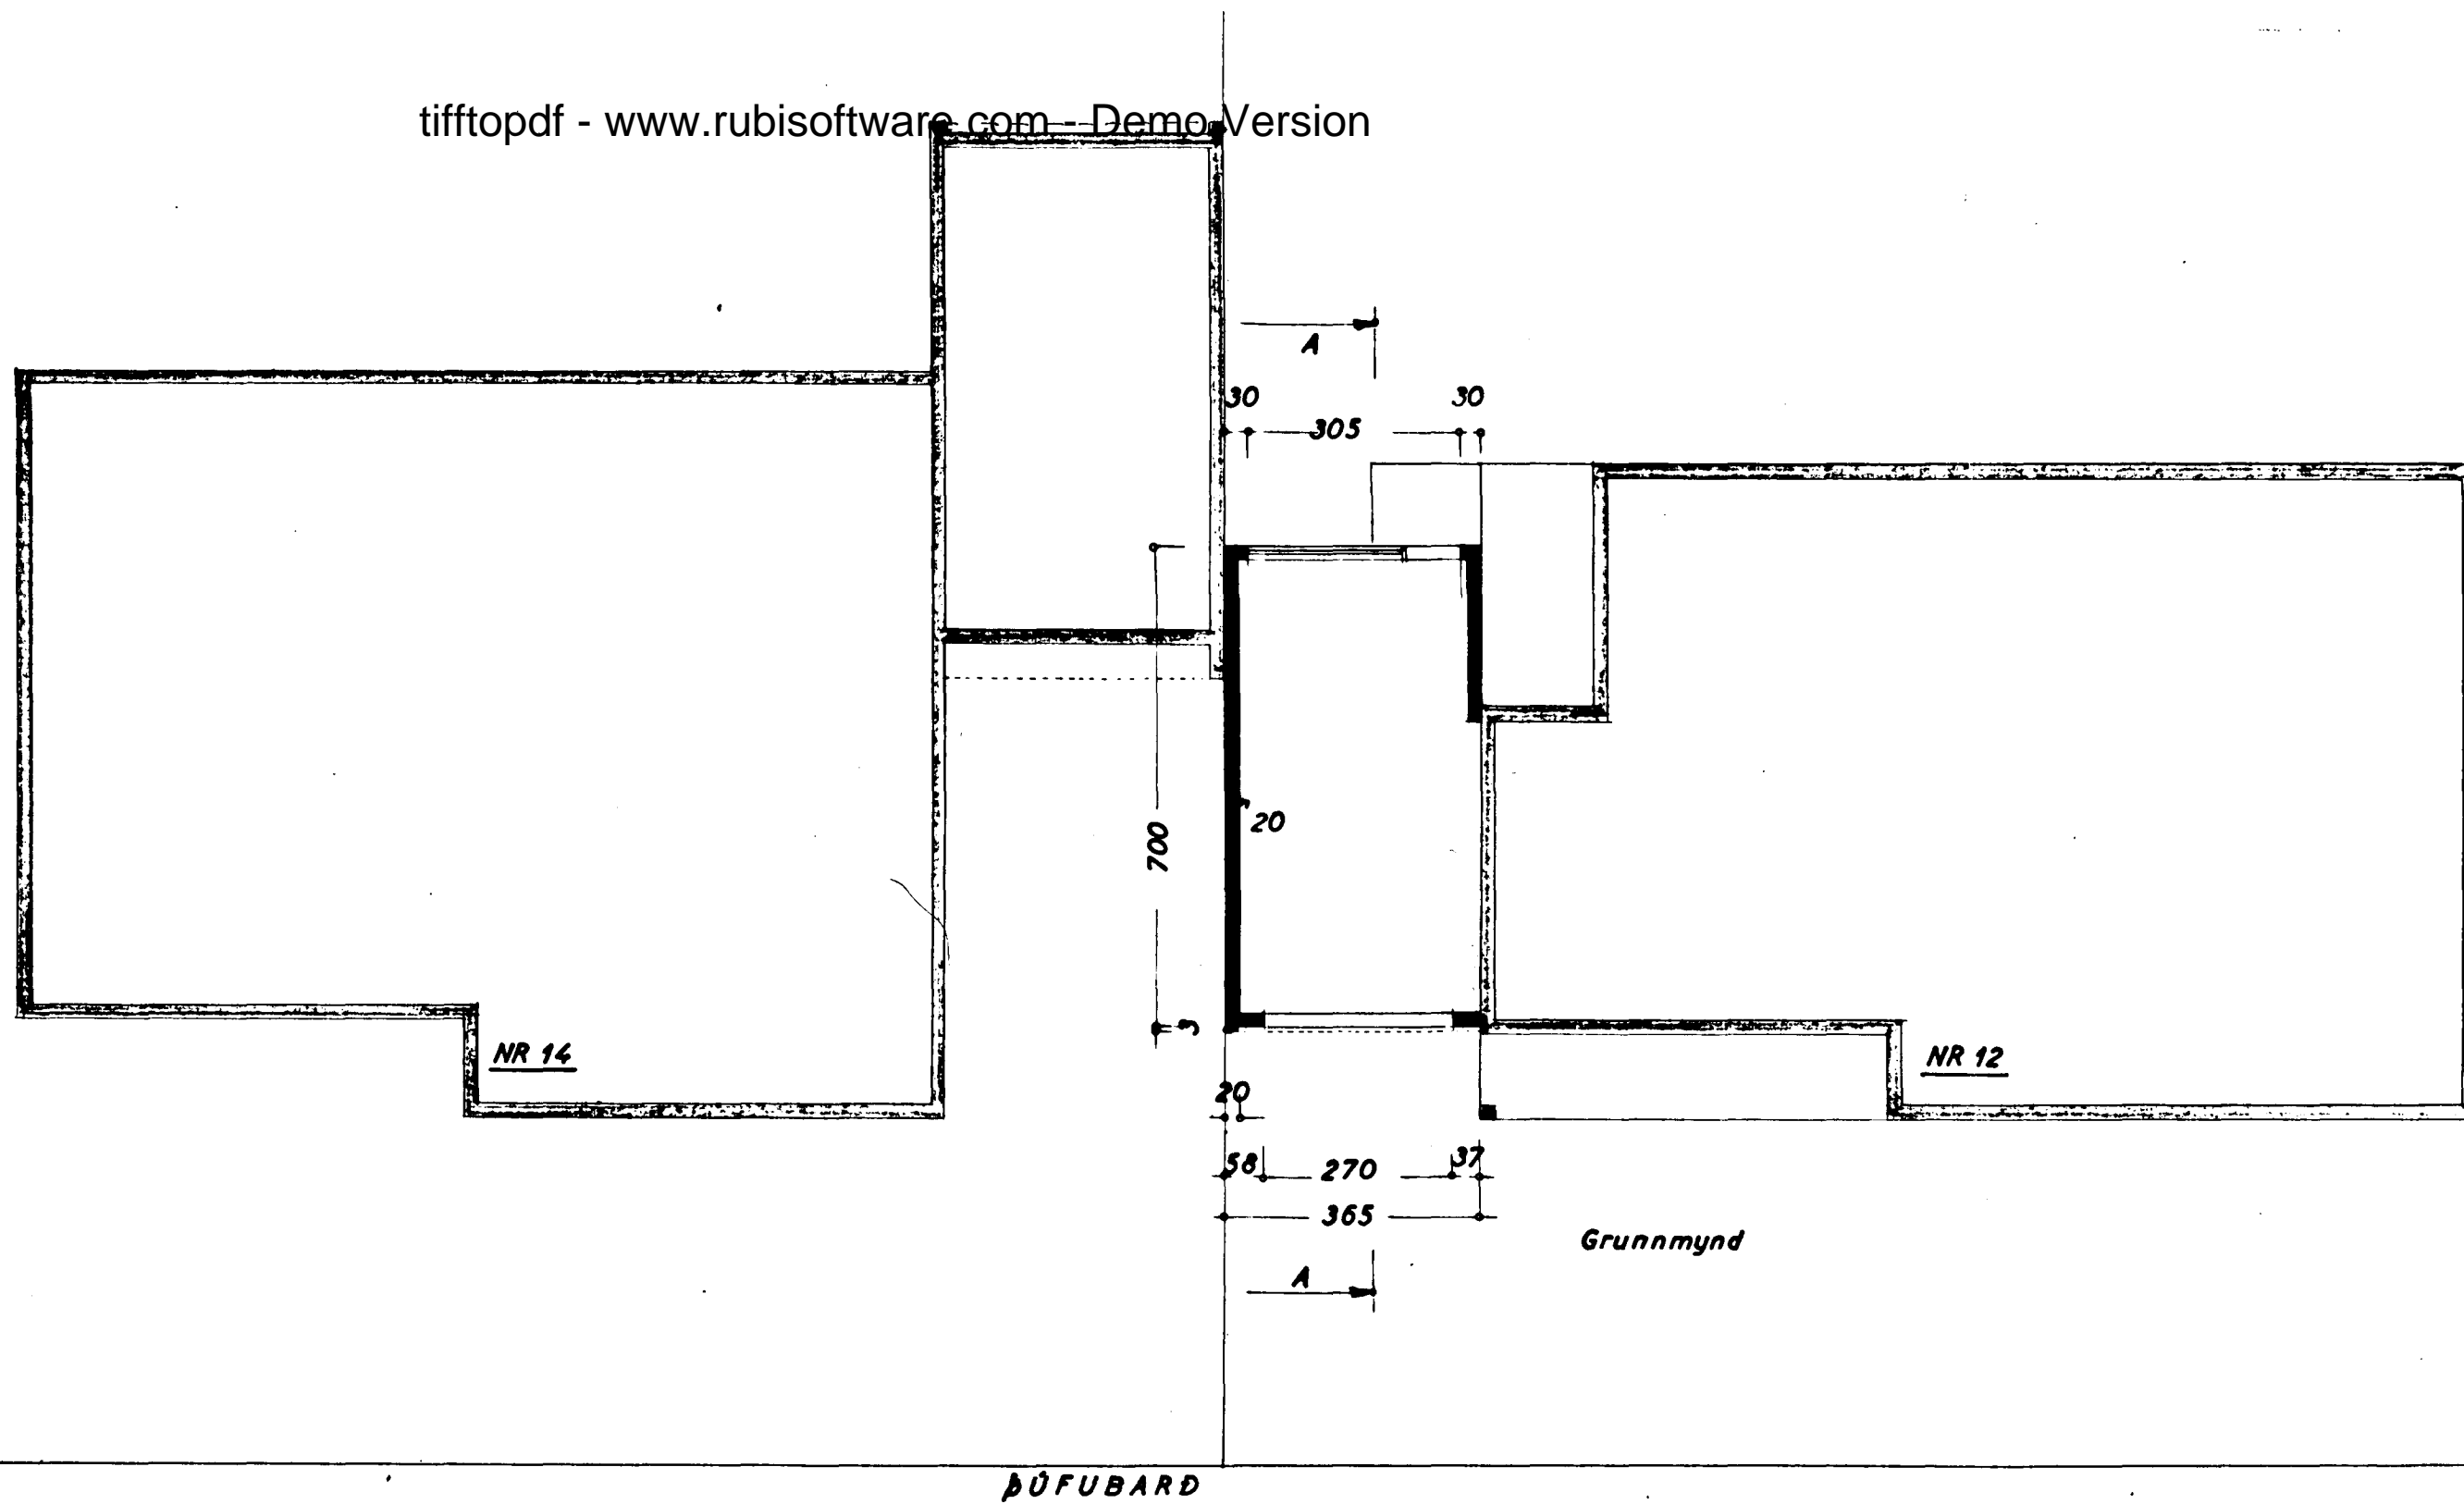 tifftopdf - www.rubisoftware.com - Demo Version
A
30 30
305
20
700
5
NR 14
NR 12
20
58 270 37
365
Grunnmynd
A
ÞÚFUBARÐ